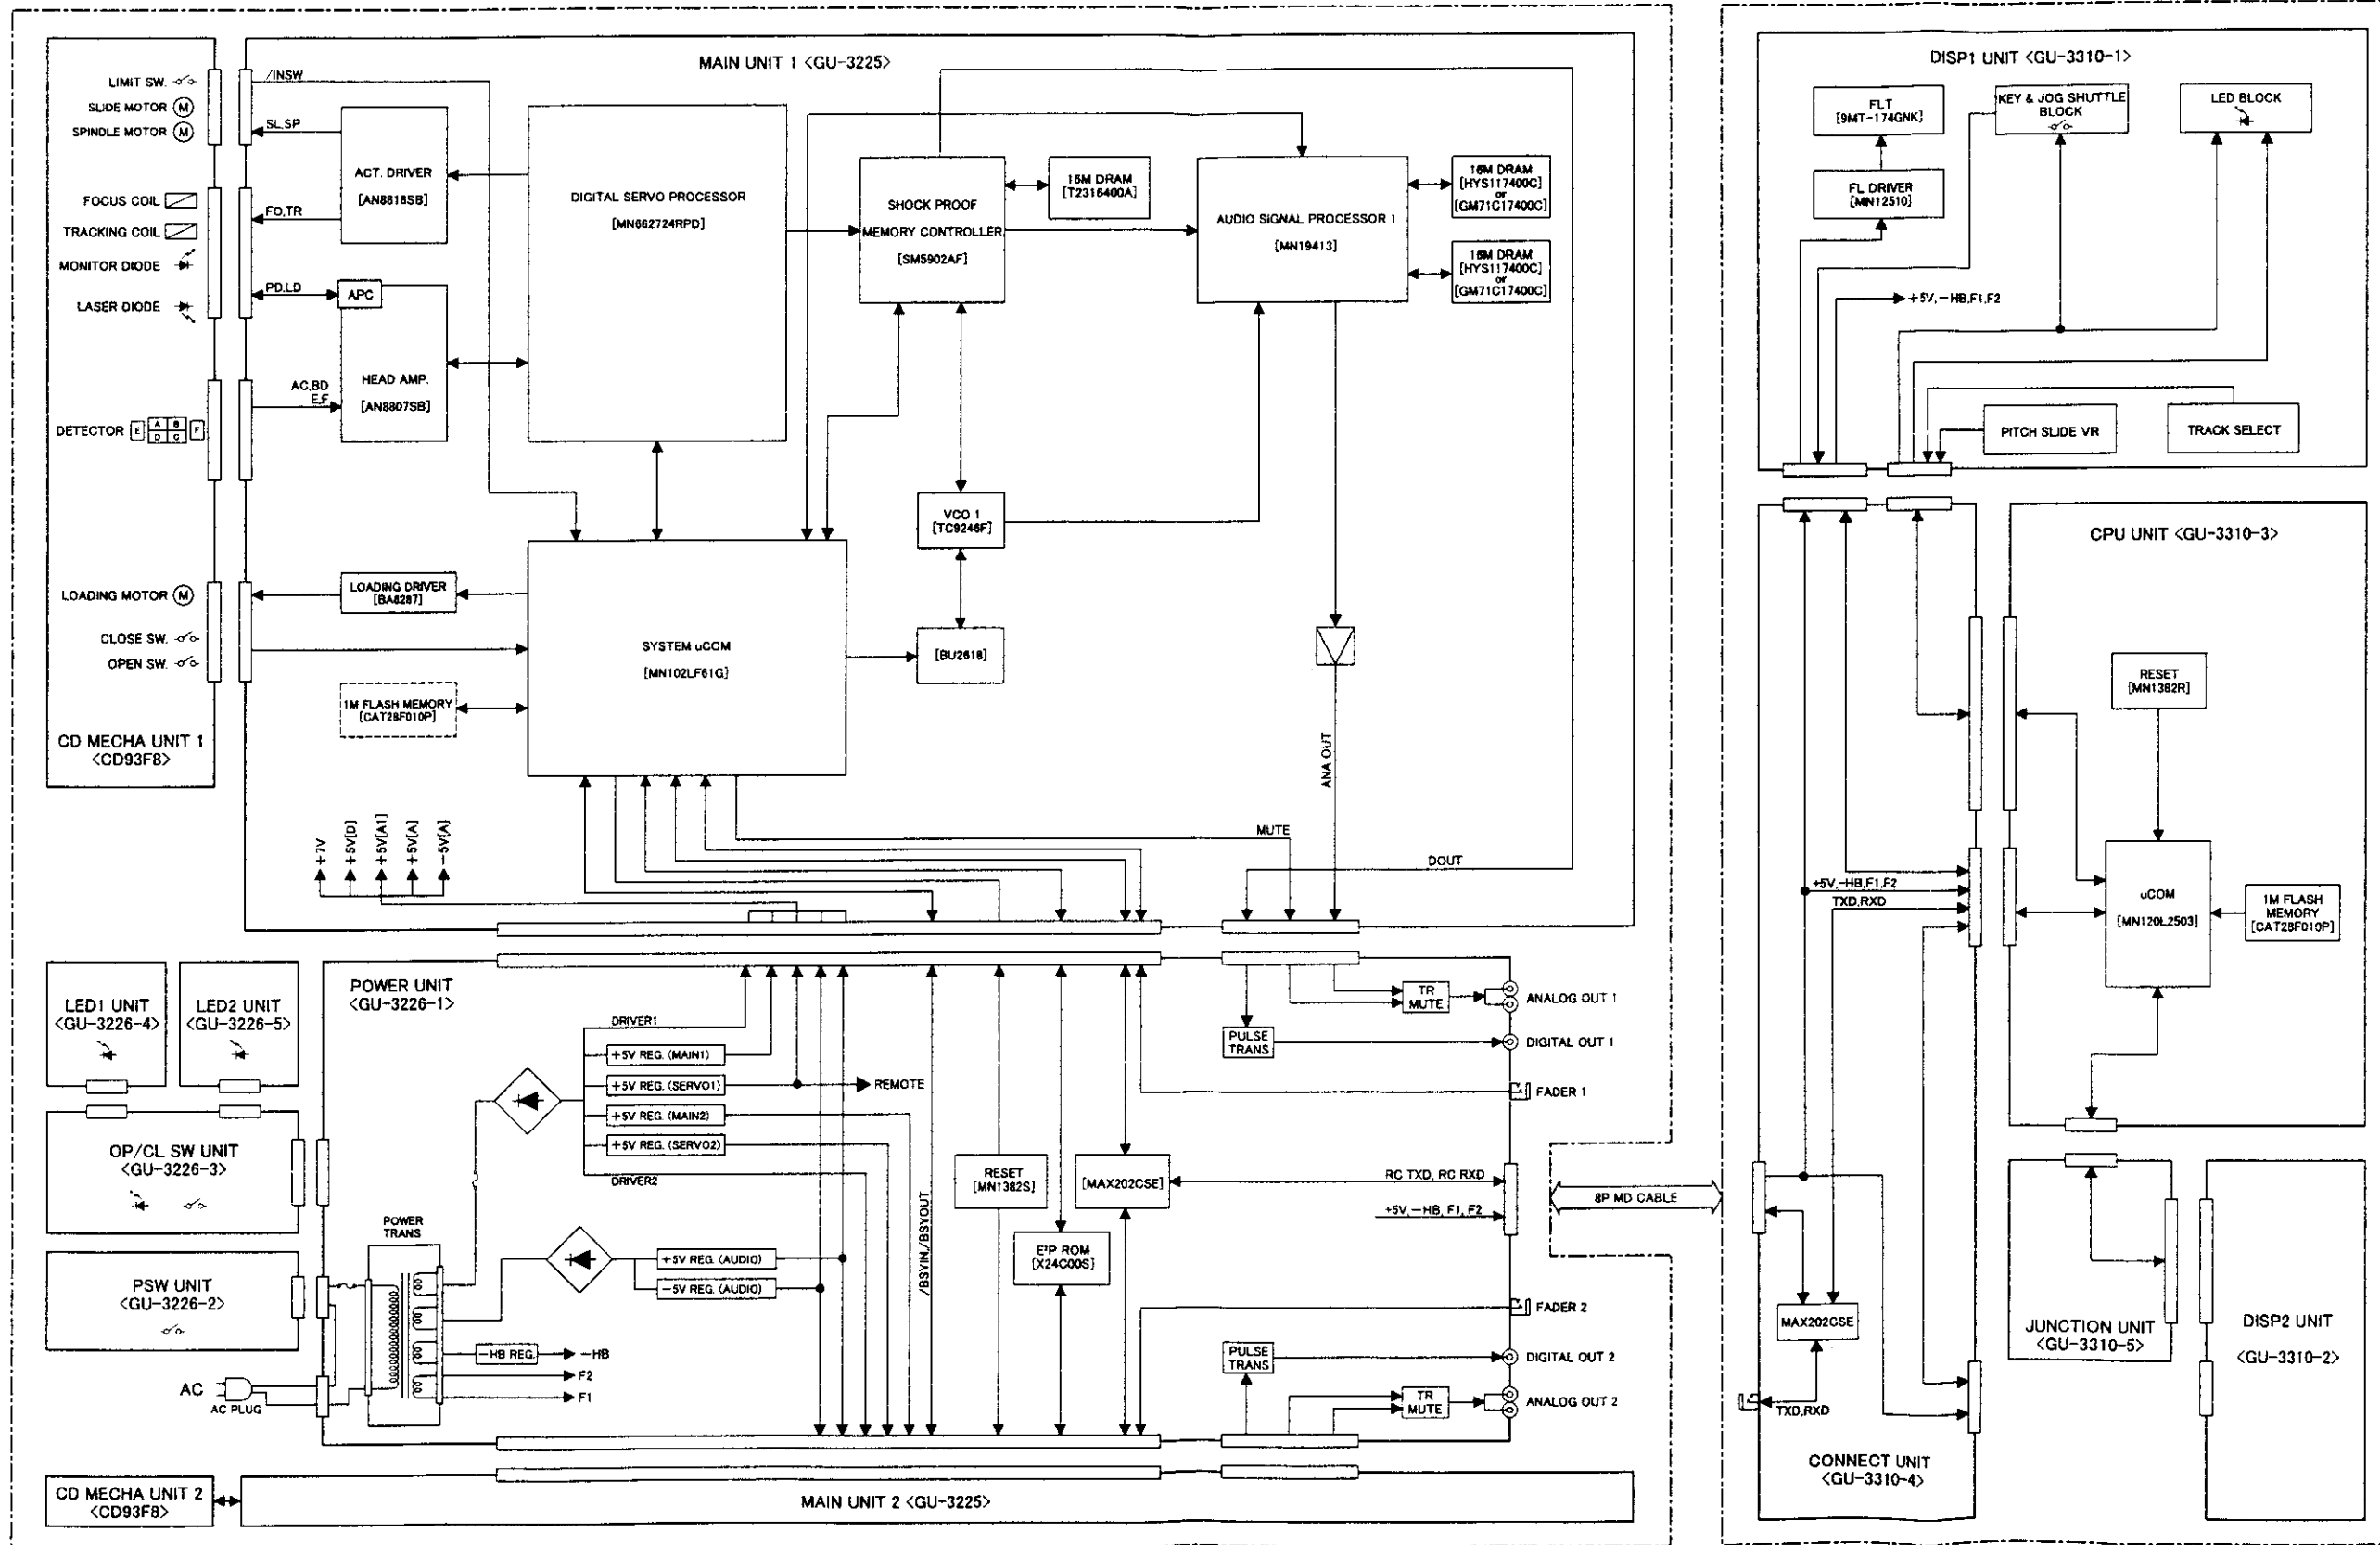 MAIN UNIT 1 <GU-3225>
LIMIT SW.
SLIDE MOTOR M
SPINDLE MOTOR M
FOCUS COIL
TRACKING COIL
MONITOR DIODE
LASER DIODE
DETECTOR E A B D C F
LOADING MOTOR M
CLOSE SW.
OPEN SW.
CD MECHA UNIT 1
<CD93F8>
/INSW
SL,SP
FO,TR
PD,LD
AC,BD
E,F
ACT. DRIVER
[AN8816SB]
APC
HEAD AMP.
[AN8807SB]
DIGITAL SERVO PROCESSOR
[MN662724RPD]
SHOCK PROOF
MEMORY CONTROLLER
[SM5902AF]
16M DRAM
[T2316400A]
AUDIO SIGNAL PROCESSOR 1
[MN19413]
16M DRAM
[HYS117400C]
or
[GM71C17400C]
16M DRAM
[HYS117400C]
or
[GM71C17400C]
VCO 1
[TC9246F]
[BU2618]
LOADING DRIVER
[BA6287]
SYSTEM uCOM
[MN102LF61G]
1M FLASH MEMORY
[CAT28F010P]
ANA OUT
MUTE
DOUT
+7V
+5V[D]
+5V[A1]
+5V[A]
-5V[A]
LED1 UNIT
<GU-3226-4>
LED2 UNIT
<GU-3226-5>
OP/CL SW UNIT
<GU-3226-3>
PSW UNIT
<GU-3226-2>
AC
AC PLUG
POWER UNIT
<GU-3226-1>
POWER
TRANS
DRIVER1
+5V REG. (MAIN1)
+5V REG. (SERVO1)
REMOTE
+5V REG. (MAIN2)
+5V REG. (SERVO2)
DRIVER2
+5V REG. (AUDIO)
-5V REG. (AUDIO)
-HB REG.
-HB
F2
F1
/BSYIN,/BSYOUT
RESET
[MN1382S]
E²P ROM
[X24C00S]
[MAX202CSE]
TR
MUTE
PULSE
TRANS
ANALOG OUT 1
DIGITAL OUT 1
FADER 1
RC TXD, RC RXD
+5V,-HB, F1, F2
8P MD CABLE
FADER 2
PULSE
TRANS
DIGITAL OUT 2
TR
MUTE
ANALOG OUT 2
CD MECHA UNIT 2
<CD93F8>
MAIN UNIT 2 <GU-3225>
DISP1 UNIT <GU-3310-1>
FLT
[9MT-174GNK]
FL DRIVER
[MN12510]
KEY & JOG SHUTTLE
BLOCK
LED BLOCK
+5V,-HB,F1,F2
PITCH SLIDE VR
TRACK SELECT
CPU UNIT <GU-3310-3>
RESET
[MN1382R]
uCOM
[MN120L2503]
1M FLASH
MEMORY
[CAT28F010P]
+5V,-HB,F1,F2
TXD,RXD
MAX202CSE
TXD,RXD
CONNECT UNIT
<GU-3310-4>
JUNCTION UNIT
<GU-3310-5>
DISP2 UNIT
<GU-3310-2>